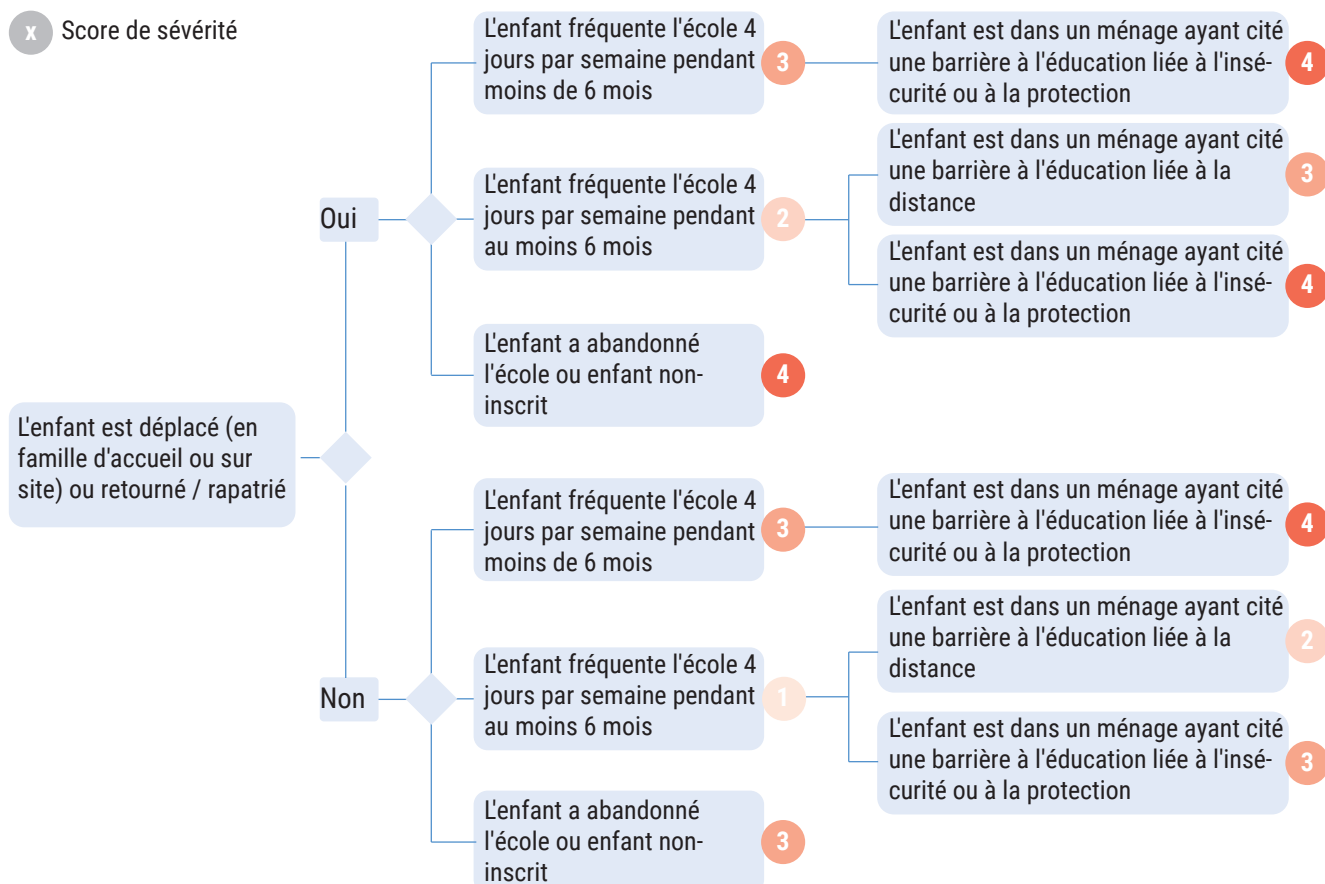 x Score de sévérité
L'enfant fréquente l'école 4
jours par semaine pendant
moins de 6 mois
3
L'enfant est dans un ménage ayant cité
une barrière à l'éducation liée à l'insé-
curité ou à la protection
4
Oui
L'enfant fréquente l'école 4
jours par semaine pendant
au moins 6 mois
2
L'enfant est dans un ménage ayant cité
une barrière à l'éducation liée à la
distance
3
L'enfant est dans un ménage ayant cité
une barrière à l'éducation liée à l'insé-
curité ou à la protection
4
L'enfant a abandonné
l'école ou enfant non-
inscrit
4
L'enfant est déplacé (en
famille d'accueil ou sur
site) ou retourné / rapatrié
L'enfant fréquente l'école 4
jours par semaine pendant
moins de 6 mois
3
L'enfant est dans un ménage ayant cité
une barrière à l'éducation liée à l'insé-
curité ou à la protection
4
Non
L'enfant fréquente l'école 4
jours par semaine pendant
au moins 6 mois
1
L'enfant est dans un ménage ayant cité
une barrière à l'éducation liée à la
distance
2
L'enfant est dans un ménage ayant cité
une barrière à l'éducation liée à l'insé-
curité ou à la protection
3
L'enfant a abandonné
l'école ou enfant non-
inscrit
3